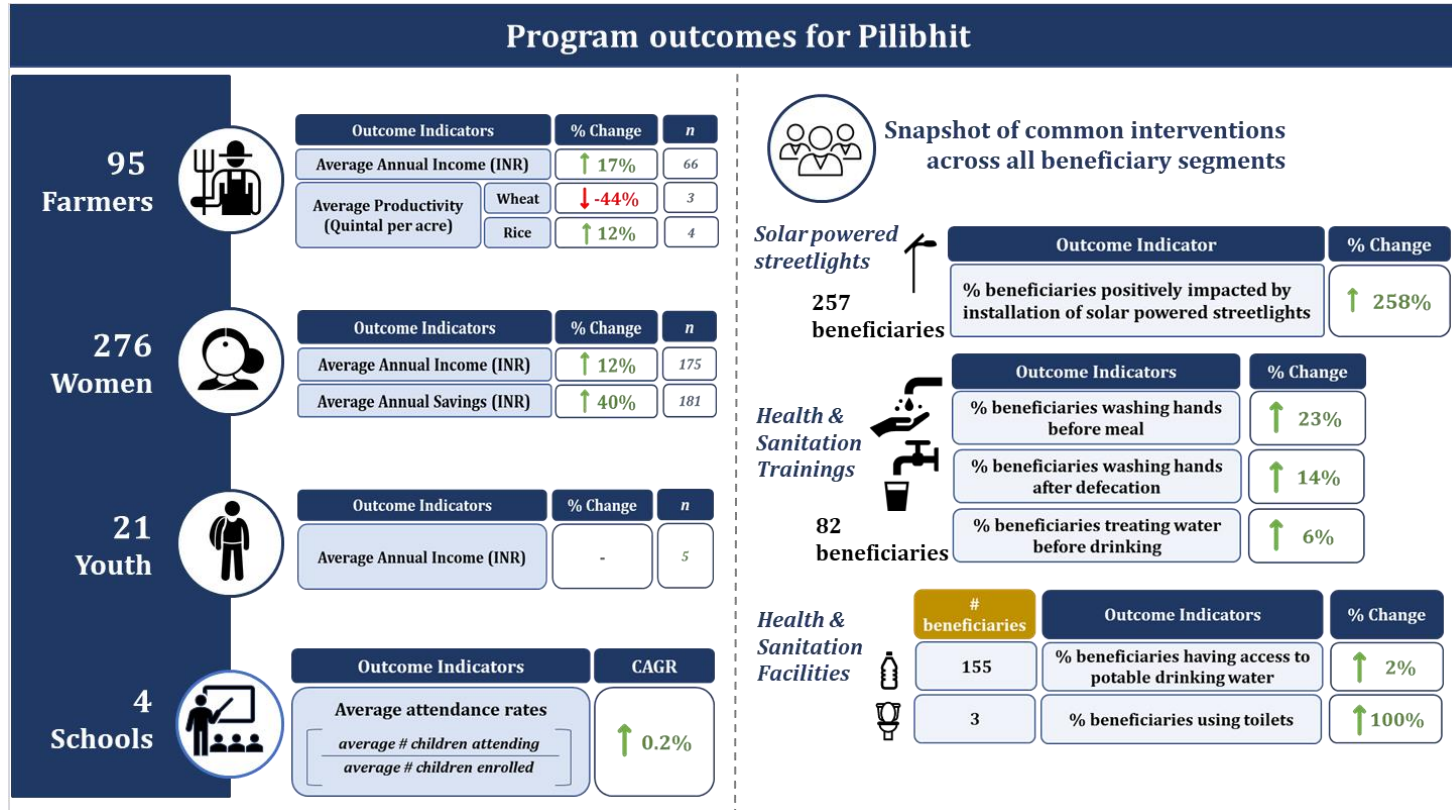 Program outcomes for Pilibhit
95
Farmers
Outcome Indicators % Change n
Average Annual Income (INR) ↑ 17% 66
Average Productivity
(Quintal per acre)
Wheat ↓ -44% 3
Rice ↑ 12% 4
276
Women
Outcome Indicators % Change n
Average Annual Income (INR) ↑ 12% 175
Average Annual Savings (INR) ↑ 40% 181
21
Youth
Outcome Indicators % Change n
Average Annual Income (INR) - 5
4
Schools
Outcome Indicators CAGR
Average attendance rates
average # children attending
average # children enrolled
↑ 0.2%
Snapshot of common interventions
across all beneficiary segments
Solar powered
streetlights
257
beneficiaries
Outcome Indicator % Change
% beneficiaries positively impacted by
installation of solar powered streetlights
↑ 258%
Health &
Sanitation
Trainings
82
beneficiaries
Outcome Indicators % Change
% beneficiaries washing hands
before meal
↑ 23%
% beneficiaries washing hands
after defecation
↑ 14%
% beneficiaries treating water
before drinking
↑ 6%
Health &
Sanitation
Facilities
#
beneficiaries
Outcome Indicators % Change
155
% beneficiaries having access to
potable drinking water
↑ 2%
3 % beneficiaries using toilets ↑ 100%